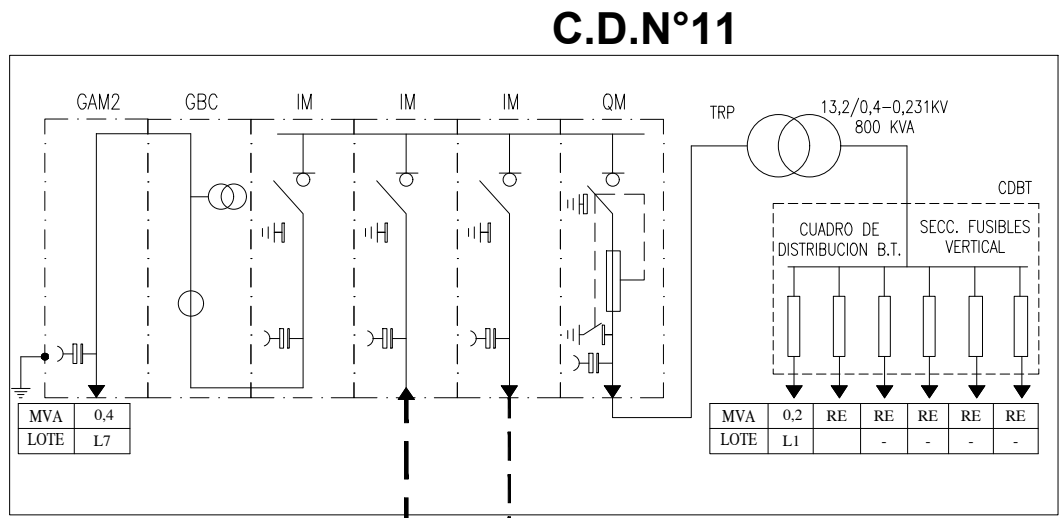 C.D.N°11
GAM2 GBC IM IM IM QM
TRP
13,2/0,4-0,231KV
800 KVA
CDBT
CUADRO DE
DISTRIBUCION B.T.
SECC. FUSIBLES
VERTICAL
MVA 0,4
LOTE L7
MVA 0,2 RE RE RE RE RE
LOTE L1 - - - -